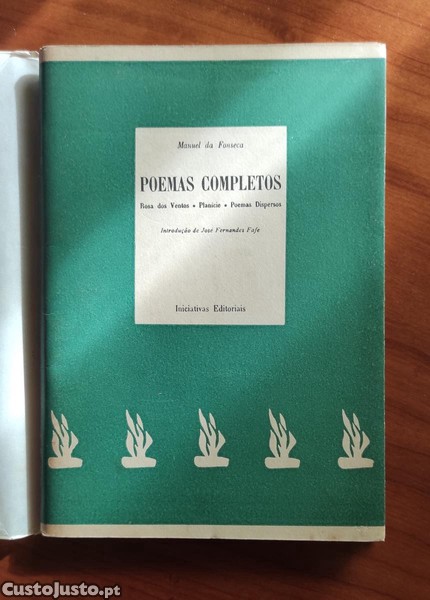 Manuel da Fonseca
POEMAS COMPLETOS
Rosa dos Ventos • Planície • Poemas Dispersos
Introdução de José Fernandes Fafe
Iniciativas Editoriais
CustoJusto.pt